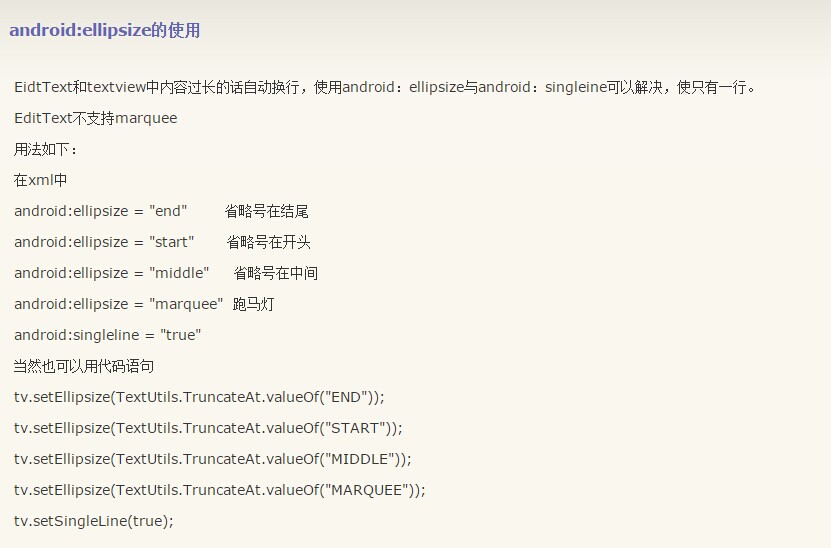 android:ellipsize的使用
EidtText和textview中内容过长的话自动换行，使用android：ellipsize与android：singleine可以解决，使只有一行。
EditText不支持marquee
用法如下：
在xml中
android:ellipsize = "end"　　  省略号在结尾
android:ellipsize = "start" 　　省略号在开头
android:ellipsize = "middle"　  省略号在中间
android:ellipsize = "marquee"  跑马灯
android:singleline = "true"
当然也可以用代码语句
tv.setEllipsize(TextUtils.TruncateAt.valueOf("END"));
tv.setEllipsize(TextUtils.TruncateAt.valueOf("START"));
tv.setEllipsize(TextUtils.TruncateAt.valueOf("MIDDLE"));
tv.setEllipsize(TextUtils.TruncateAt.valueOf("MARQUEE"));
tv.setSingleLine(true);